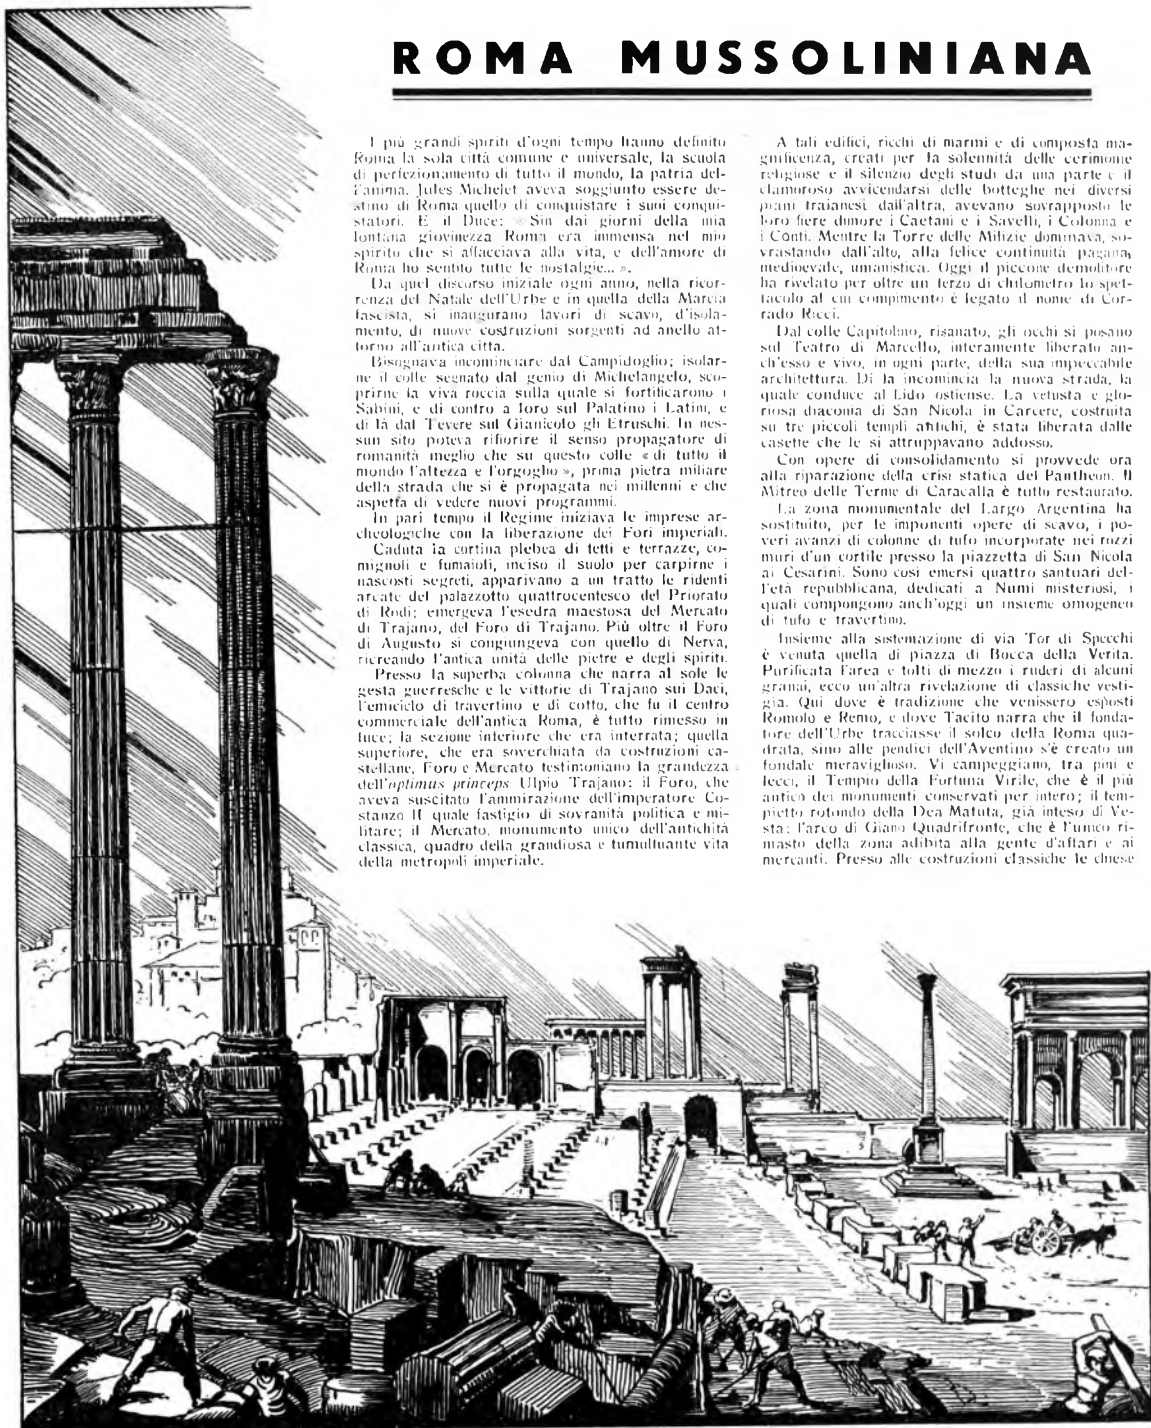 ROMA MUSSOLINIANA
I più grandi spiriti d'ogni tempo hanno definito
Roma la sola città comune e universale, la scuola
di perfezionamento di tutto il mondo, la patria del-
l'anima. Jules Michelet aveva soggiunto essere de-
stino di Roma quello di conquistare i suoi conqui-
statori. E il Duce: « Sin dai giorni della mia
lontana giovinezza Roma era immensa nel mio
spirito che si affacciava alla vita, e dell'amore di
Roma ho sentito tutte le nostalgie... ».
Da quel discorso iniziale ogni anno, nella ricor-
renza del Natale dell'Urbe e in quella della Marcia
fascista, si inaugurano lavori di scavo, d'isola-
mento, di nuove costruzioni sorgenti ad anello at-
torno all'antica citta.
Bisognava incominciare dal Campidoglio; isolar-
ne il colle segnato dal genio di Michelangelo, sco-
prirne la viva roccia sulla quale si fortificarono i
Sabini, e di contro a loro sul Palatino i Latini, e
di là dal Tevere sul Gianicolo gli Etruschi. In nes-
sun sito poteva rifiorire il senso propagatore di
romanità meglio che su questo colle « di tutto il
mondo l'altezza e l'orgoglio », prima pietra miliare
della strada che si è propagata nei millenni e che
aspetta di vedere nuovi programmi.
In pari tempo il Regime iniziava le imprese ar-
cheologiche con la liberazione dei Fori imperiali.
Caduta la cortina plebea di tetti e terrazze, co-
mignoli e fumaioli, inciso il suolo per carpirne i
nascosti segreti, apparivano a un tratto le ridenti
arcate del palazzotto quattrocentesco del Priorato
di Rodi; emergeva l'esedra maestosa del Mercato
di Trajano, del Foro di Trajano. Più oltre il Foro
di Augusto si congiungeva con quello di Nerva,
ricreando l'antica unità delle pietre e degli spiriti.
Presso la superba colonna che narra al sole le
gesta guerresche e le vittorie di Trajano sui Daci,
l'emiciclo di travertino e di cotto, che fu il centro
commerciale dell'antica Roma, è tutto rimesso in
luce; la sezione interiore che era interrata; quella
superiore, che era soverchiata da costruzioni ca-
stellane, Foro e Mercato testimoniano la grandezza
dell'optimus princeps Ulpio Trajano: il Foro, che
aveva suscitato l'ammirazione dell'imperatore Co-
stanzo II quale fastigio di sovranità politica e mi-
litare; il Mercato, monumento unico dell'antichità
classica, quadro della grandiosa e tumultuante vita
della metropoli imperiale.
A tali edifici, ricchi di marmi e di composta ma-
gnificenza, creati per la solennità delle cerimonie
religiose e il silenzio degli studi da una parte e il
clamoroso avvicendarsi delle botteghe nei diversi
piani traianesi dall'altra, avevano sovrapposto le
loro fiere dimore i Caetani e i Savelli, i Colonna e
i Conti. Mentre la Torre delle Milizie dominava, so-
vrastando dall'alto, alla felice continuità pagana,
medioevale, umanistica. Oggi il piccone demolitore
ha rivelato per oltre un terzo di chilometro lo spet-
tacolo al cui compimento è legato il nome di Cor-
rado Ricci.
Dal colle Capitolino, risanato, gli occhi si posano
sul Teatro di Marcello, interamente liberato an-
ch'esso e vivo, in ogni parte, della sua impeccabile
architettura. Di la incomincia la nuova strada, la
quale conduce al Lido ostiense. La vetusta e glo-
riosa diaconia di San Nicola in Carcere, costruita
su tre piccoli templi antichi, è stata liberata dalle
casette che le si attruppavano addosso.
Con opere di consolidamento si provvede ora
alla riparazione della crisi statica del Pantheon. Il
Mitreo delle Terme di Caracalla è tutto restaurato.
La zona monumentale del Largo Argentina ha
sostituito, per le imponenti opere di scavo, i po-
veri avanzi di colonne di tufo incorporate nei rozzi
muri d'un cortile presso la piazzetta di San Nicola
ai Cesarini. Sono così emersi quattro santuari del-
l'età repubblicana, dedicati a Numi misteriosi, i
quali compongono anch'oggi un insieme omogeneo
di tufo e travertino.
Insieme alla sistemazione di via Tor di Specchi
è venuta quella di piazza di Bocca della Verita.
Purificata l'area e tolti di mezzo i ruderi di alcuni
granai, ecco un'altra rivelazione di classiche vesti-
gia. Qui dove è tradizione che venissero esposti
Romolo e Remo, e dove Tacito narra che il fonda-
tore dell'Urbe tracciasse il solco della Roma qua-
drata, sino alle pendici dell'Aventino s'è creato un
fondale meraviglioso. Vi campeggiano, tra pini e
lecci, il Tempio della Fortuna Virile, che è il più
antico dei monumenti conservati per intero; il tem-
pietto rotondo della Dea Matuta, già inteso di Ve-
sta; l'arco di Giano Quadrifronte, che è l'unico ri-
masto della zona adibita alla gente d'affari e ai
mercanti. Presso alle costruzioni classiche le chiese